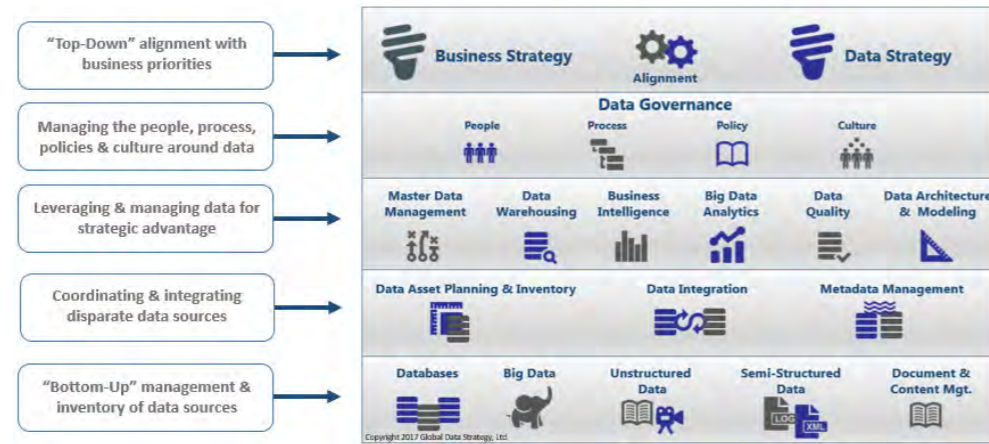 “Top-Down” alignment with
business priorities
Business Strategy
Alignment
Data Strategy
Managing the people, process,
policies & culture around data
Data Governance
People
Process
Policy
Culture
Leveraging & managing data for
strategic advantage
Master Data
Management
Data
Warehousing
Business
Intelligence
Big Data
Analytics
Data
Quality
Data Architecture
& Modeling
Coordinating & integrating
disparate data sources
Data Asset Planning & Inventory
Data Integration
Metadata Management
“Bottom-Up” management &
inventory of data sources
Databases
Big Data
Unstructured
Data
Semi-Structured
Data
LOG
XML
Document &
Content Mgt.
Copyright 2017 Global Data Strategy, Ltd.